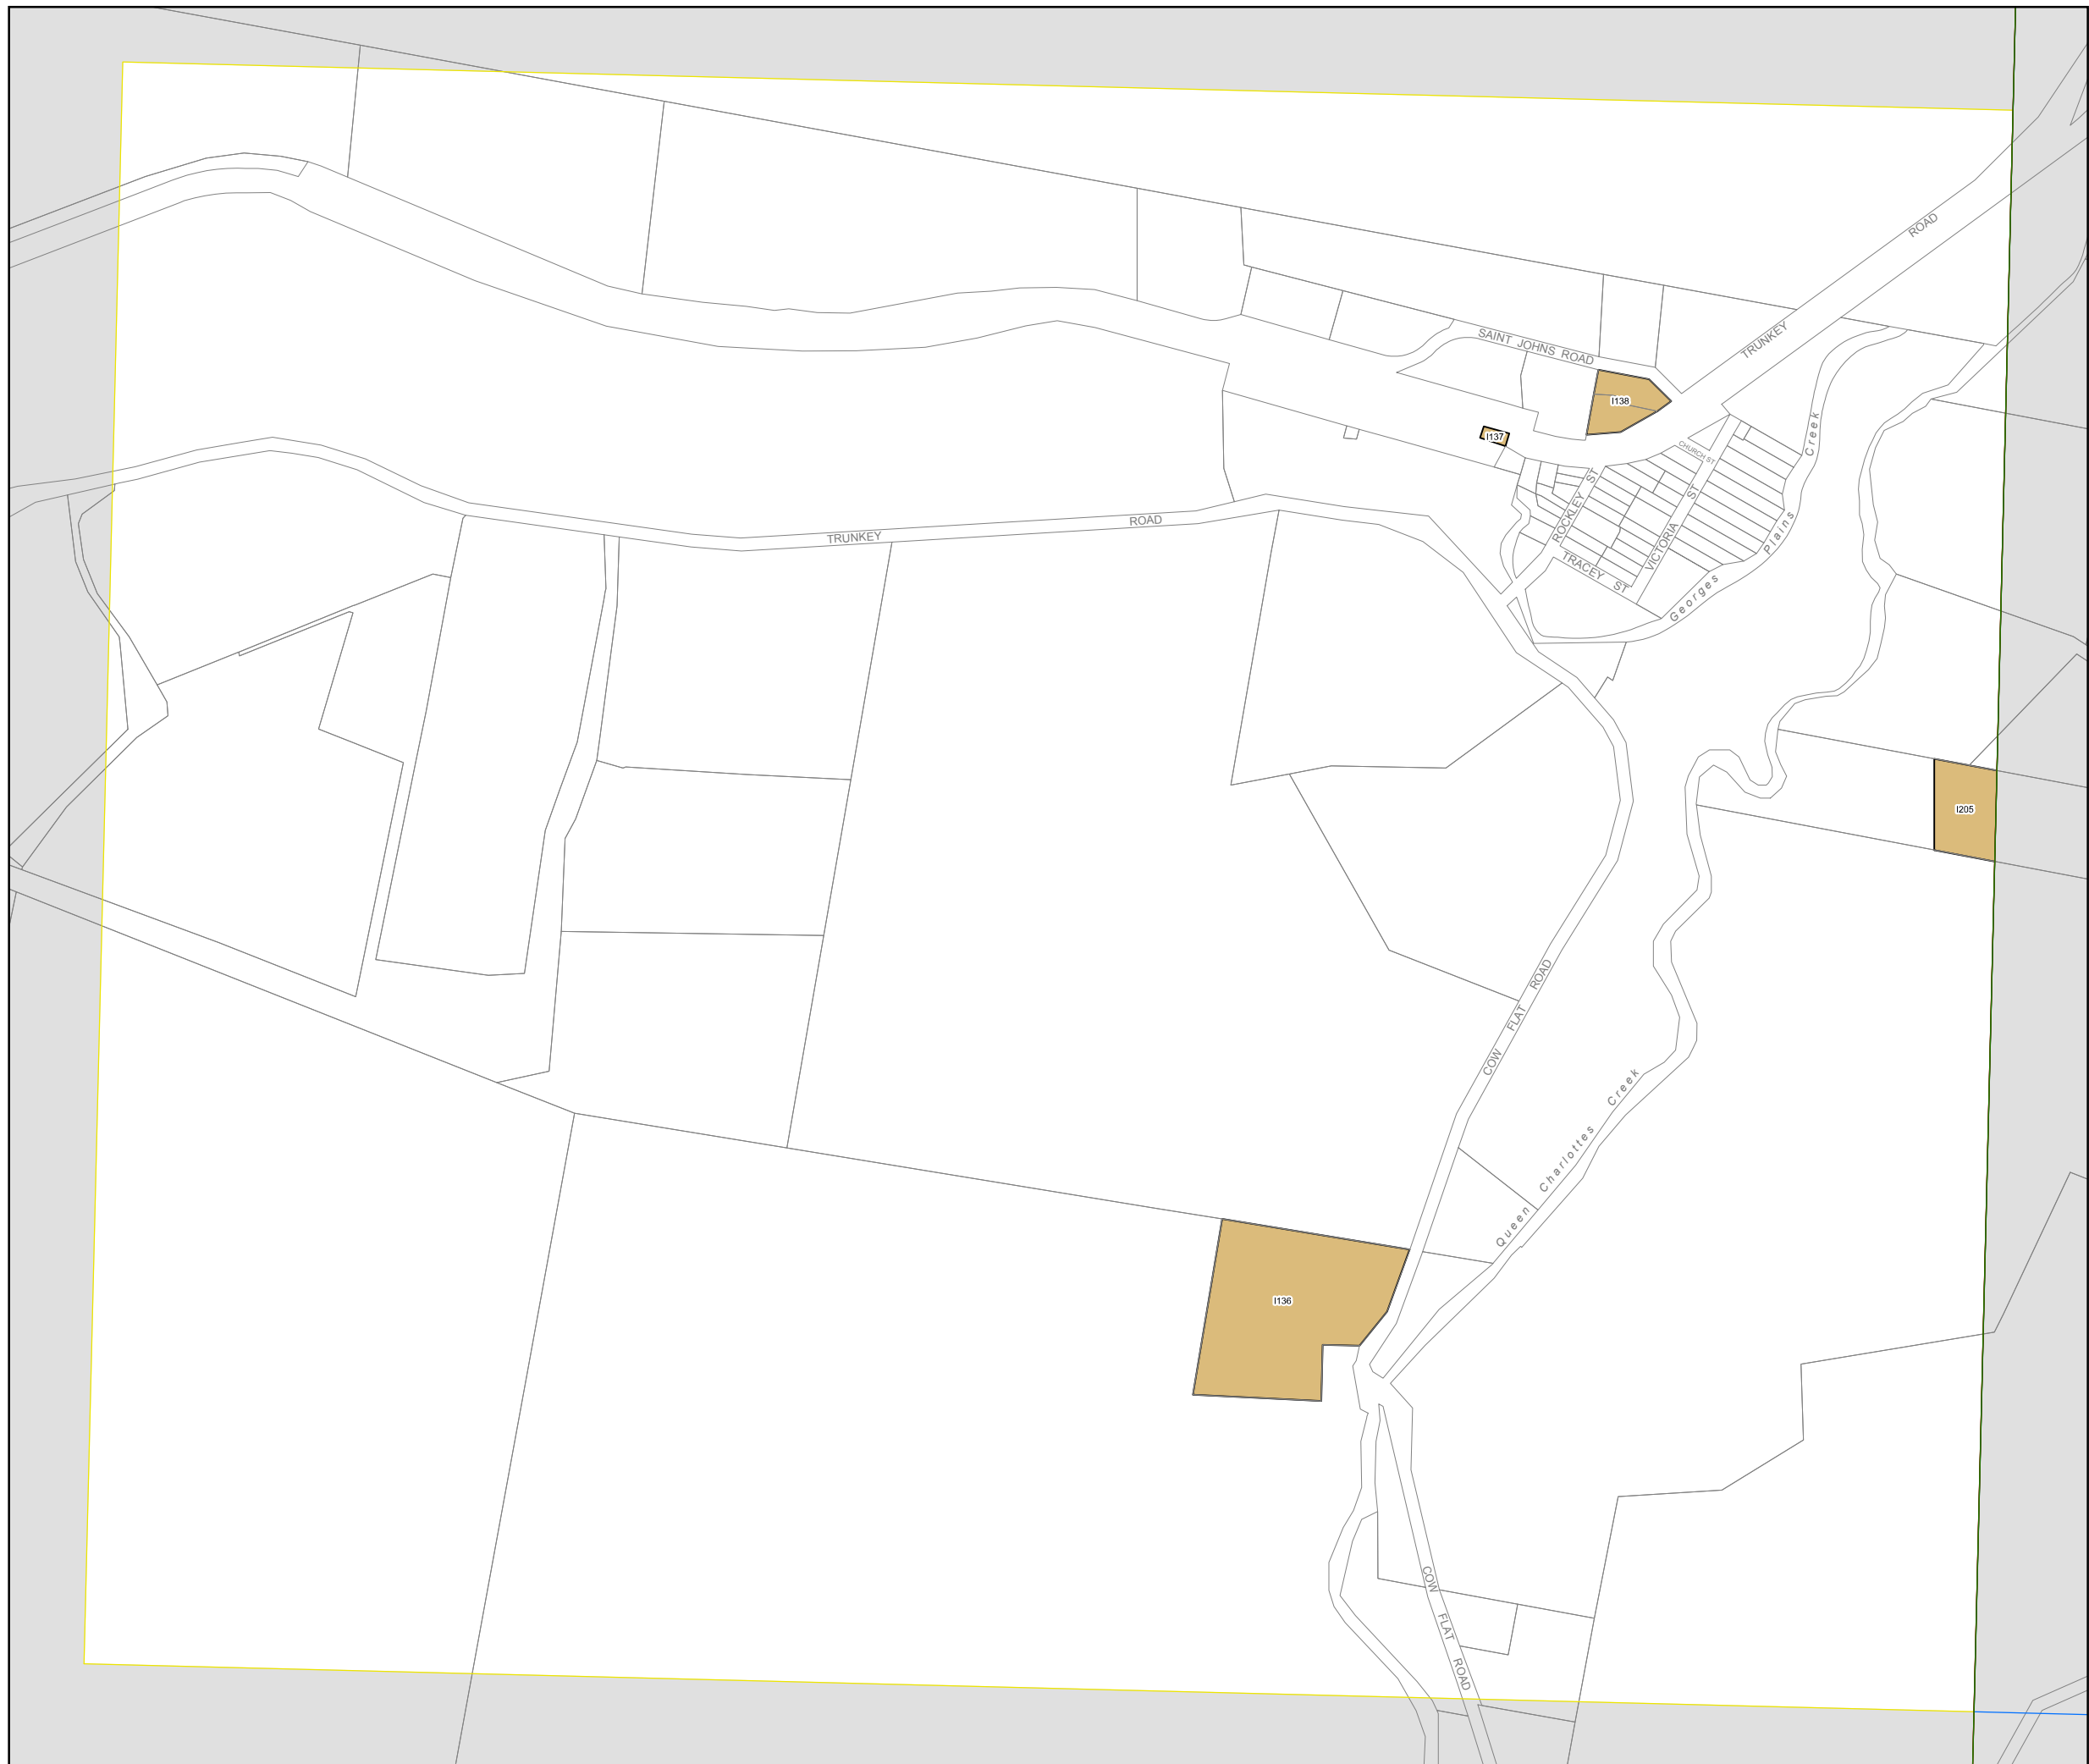 ROAD
TRUNKEY
SAINT JOHNS ROAD
I138
Creek
I137
CHURCH ST
ROCKLEY ST
VICTORIA ST
TRUNKEY ROAD
Plains
TRACEY ST
Georges
I205
COW FLAT ROAD
Queen Charlottes Creek
I136
COW FLAT ROAD